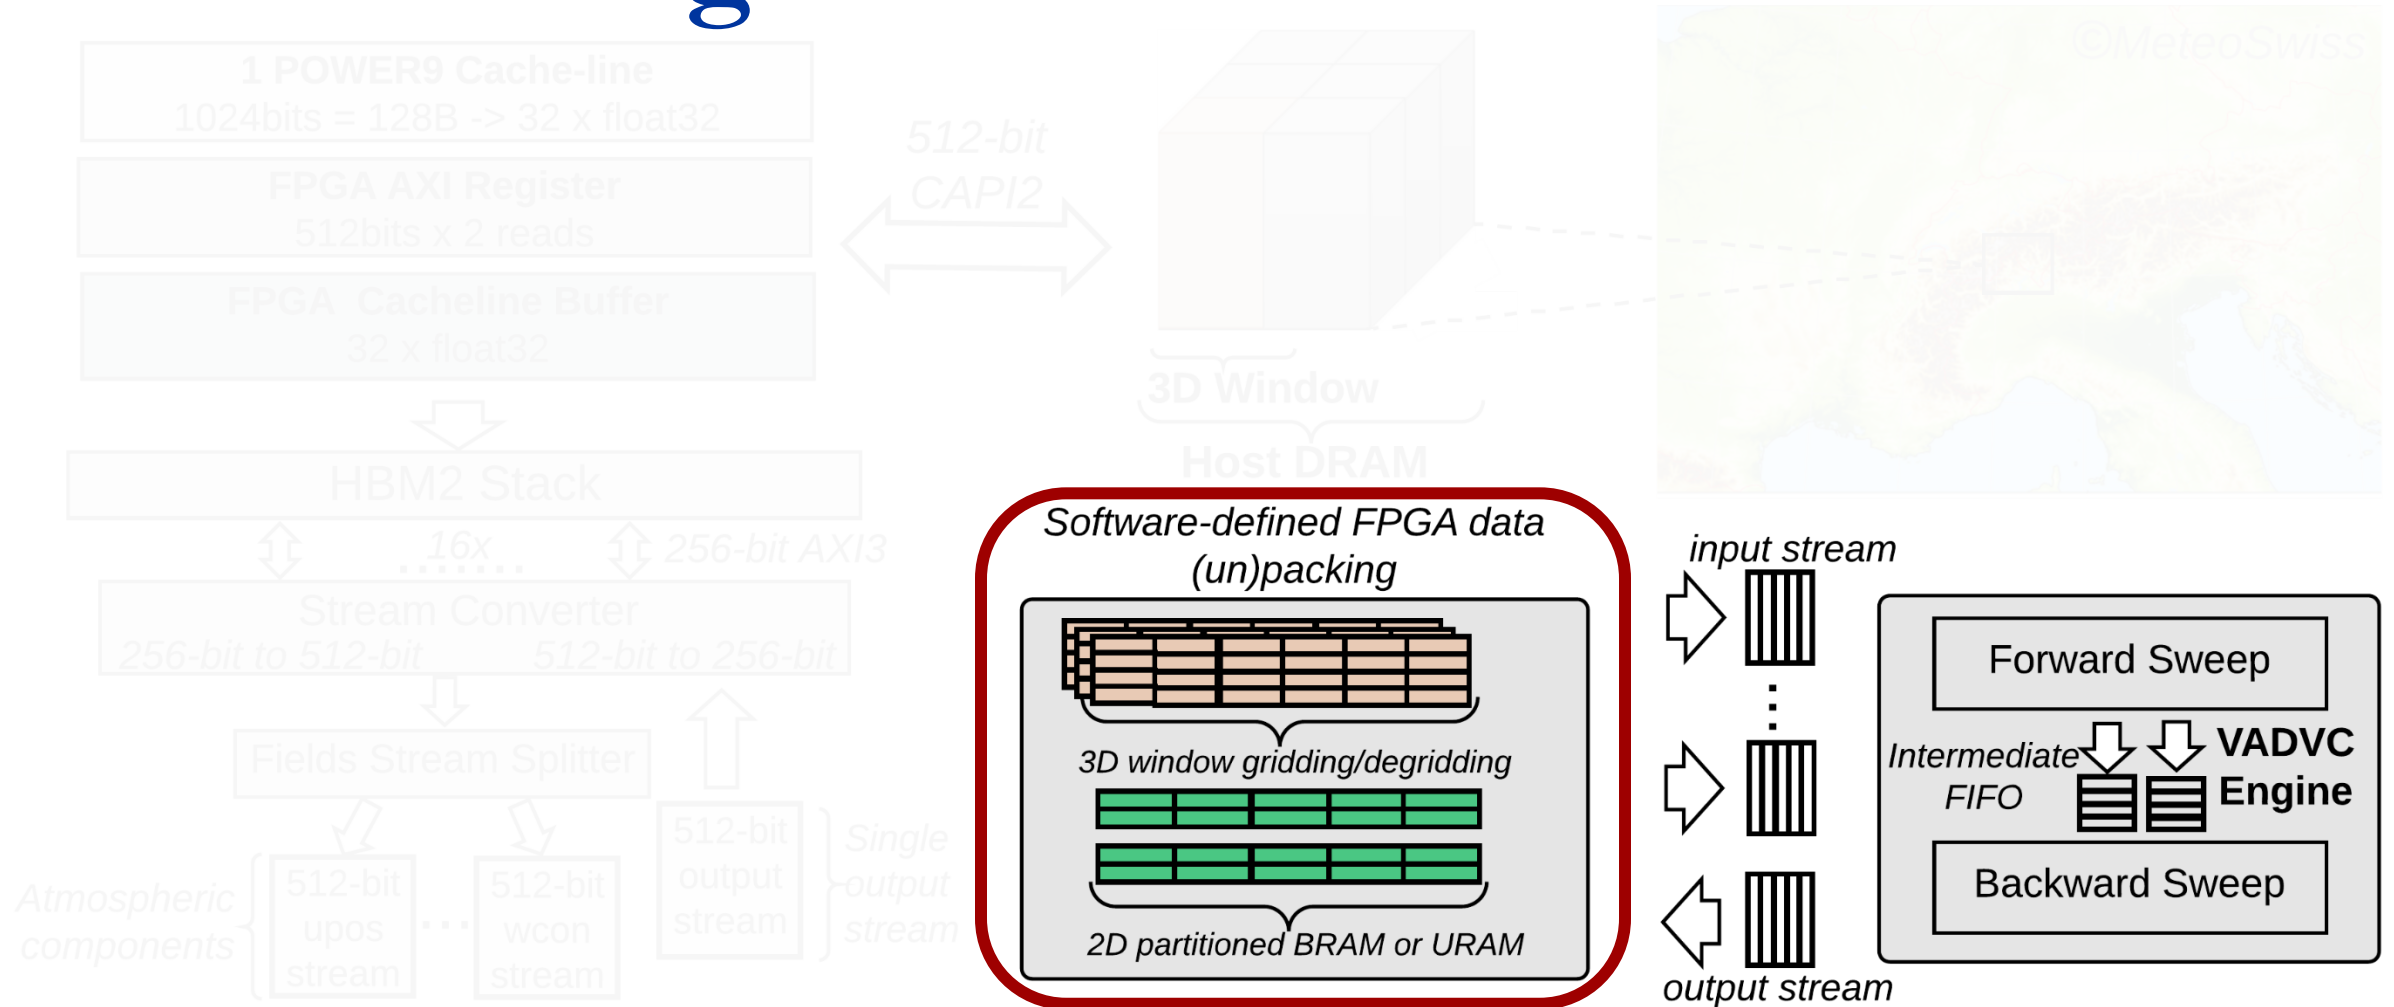 g
1 POWER9 Cache-line
1024bits = 128B -> 32 x float32
FPGA AXI Register
512bits x 2 reads
FPGA Cacheline Buffer
32 x float32
512-bit
CAPI2
©MeteoSwiss
3D Window
Host DRAM
HBM2 Stack
16x
256-bit AXI3
Stream Converter
256-bit to 512-bit
512-bit to 256-bit
Fields Stream Splitter
Atmospheric
components
512-bit
upos
stream
512-bit
wcon
stream
512-bit
output
stream
Single
output
stream
Software-defined FPGA data
(un)packing
3D window gridding/degridding
2D partitioned BRAM or URAM
input stream
output stream
Forward Sweep
Intermediate
FIFO
VADVC
Engine
Backward Sweep